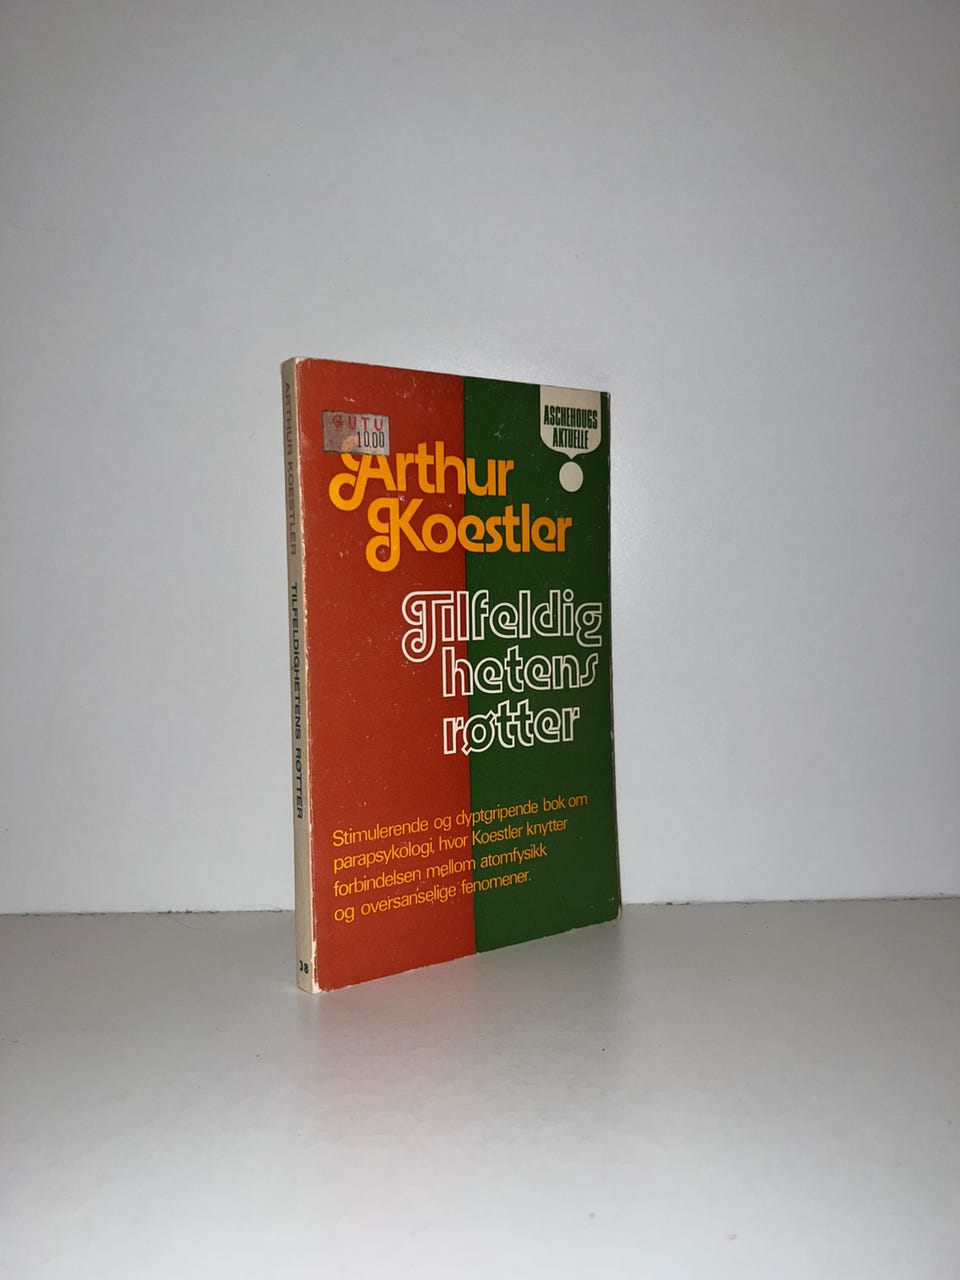 ARTHUR KOESTLER TILFELDIGHETENS RØTTER
38
GUTU
10.00
ASCHEHOUGS
AKTUELLE
Arthur
Koestler
Tilfeldig
hetens
røtter
Stimulerende og dyptgripende bok om
parapsykologi, hvor Koestler knytter
forbindelsen mellom atomfysikk
og oversanselige fenomener.